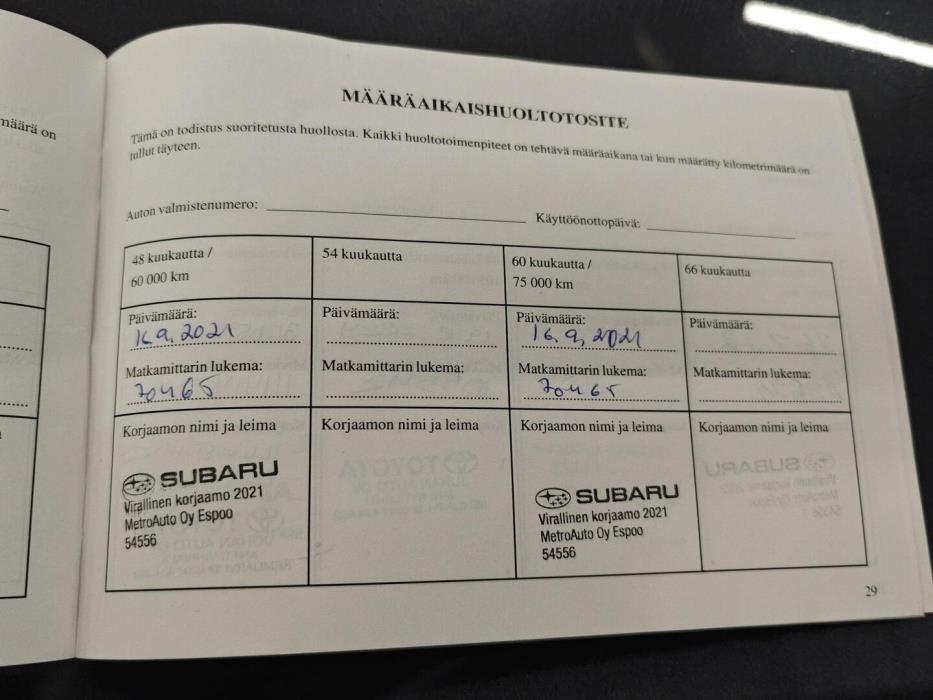 määrä on
MÄÄRÄAIKAISHUOLTOTOSITE
Tämä on todistus suoritetusta huollosta. Kaikki huoltotoimenpiteet on tehtävä määräaikana tai kun määrätty kilometrimäärä on
tullut täyteen.
Auton valmistenumero: Käyttöönottopäivä:
48 kuukautta /
60 000 km
54 kuukautta
60 kuukautta /
75 000 km
66 kuukautta
Päivämäärä:
16.9.2021
Päivämäärä:
Päivämäärä:
16.9.2021
Päivämäärä:
Matkamittarin lukema:
70465
Matkamittarin lukema:
Matkamittarin lukema:
70465
Matkamittarin lukema:
Korjaamon nimi ja leima
SUBARU
Virallinen korjaamo 2021
MetroAuto Oy Espoo
54556
Korjaamon nimi ja leima
Korjaamon nimi ja leima
SUBARU
Virallinen korjaamo 2021
MetroAuto Oy Espoo
54556
Korjaamon nimi ja leima
29